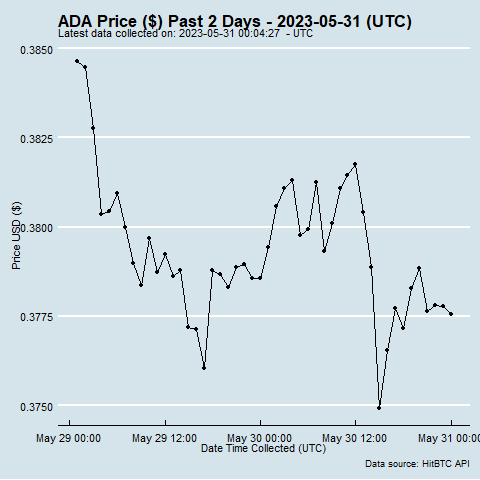 ADA Price ($) Past 2 Days - 2023-05-31 (UTC)
Latest data collected on: 2023-05-31 00:04:27 - UTC
0.3850
0.3825
0.3800
0.3775
0.3750
Price USD ($)
May 29 00:00 May 29 12:00 May 30 00:00 May 30 12:00 May 31 00:00
Date Time Collected (UTC)
Data source: HitBTC API